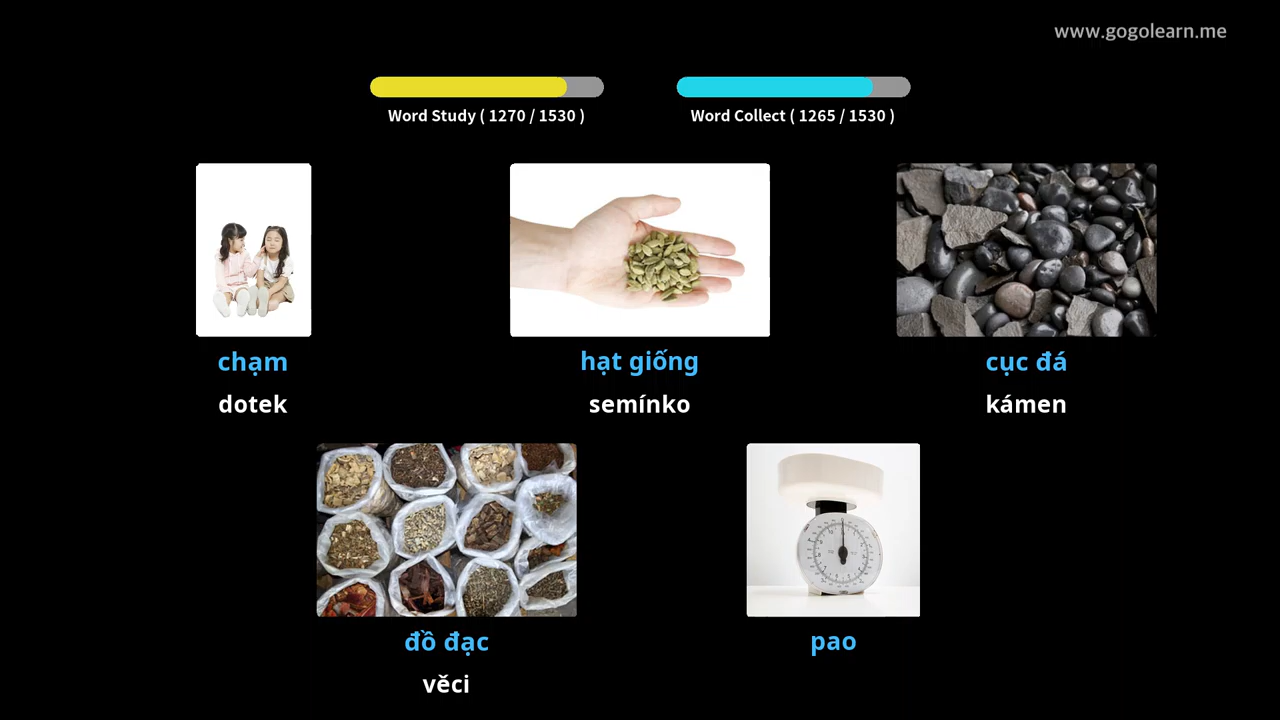 www.gogolearn.me
Word Study ( 1270 / 1530 )
Word Collect ( 1265 / 1530 )
chạm
hạt giống
cục đá
dotek
semínko
kámen
đồ đạc
pao
věci